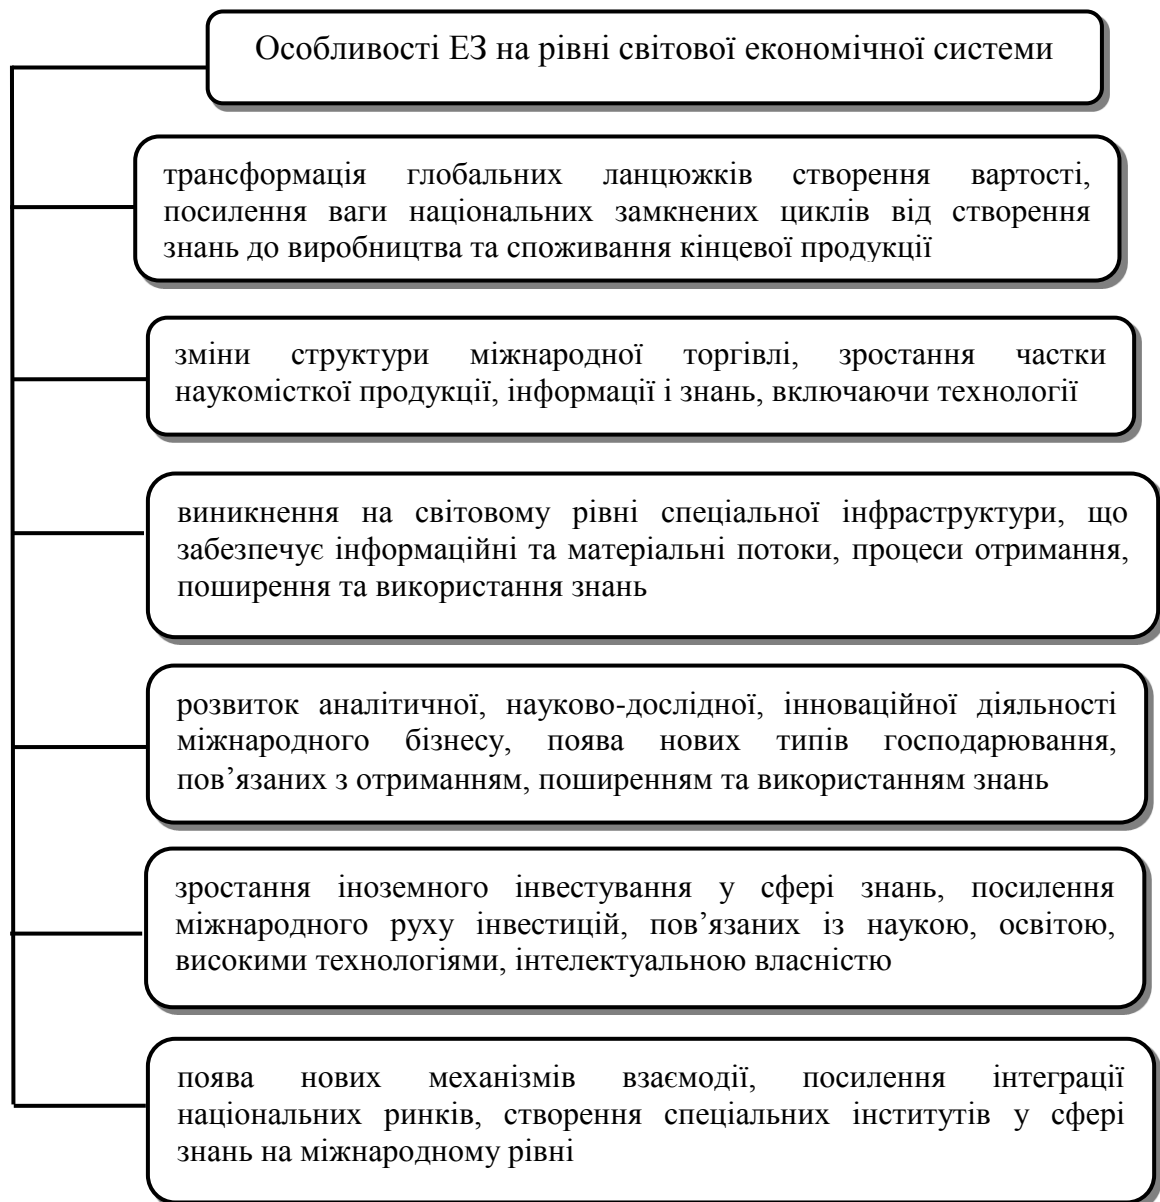 Особливості ЕЗ на рівні світової економічної системи
трансформація глобальних ланцюжків створення вартості,
посилення ваги національних замкнених циклів від створення
знань до виробництва та споживання кінцевої продукції
зміни структури міжнародної торгівлі, зростання частки
наукомісткої продукції, інформації і знань, включаючи технології
виникнення на світовому рівні спеціальної інфраструктури, що
забезпечує інформаційні та матеріальні потоки, процеси отримання,
поширення та використання знань
розвиток аналітичної, науково-дослідної, інноваційної діяльності
міжнародного бізнесу, поява нових типів господарювання,
пов’язаних з отриманням, поширенням та використанням знань
зростання іноземного інвестування у сфері знань, посилення
міжнародного руху інвестицій, пов’язаних із наукою, освітою,
високими технологіями, інтелектуальною власністю
поява нових механізмів взаємодії, посилення інтеграції
національних ринків, створення спеціальних інститутів у сфері
знань на міжнародному рівні